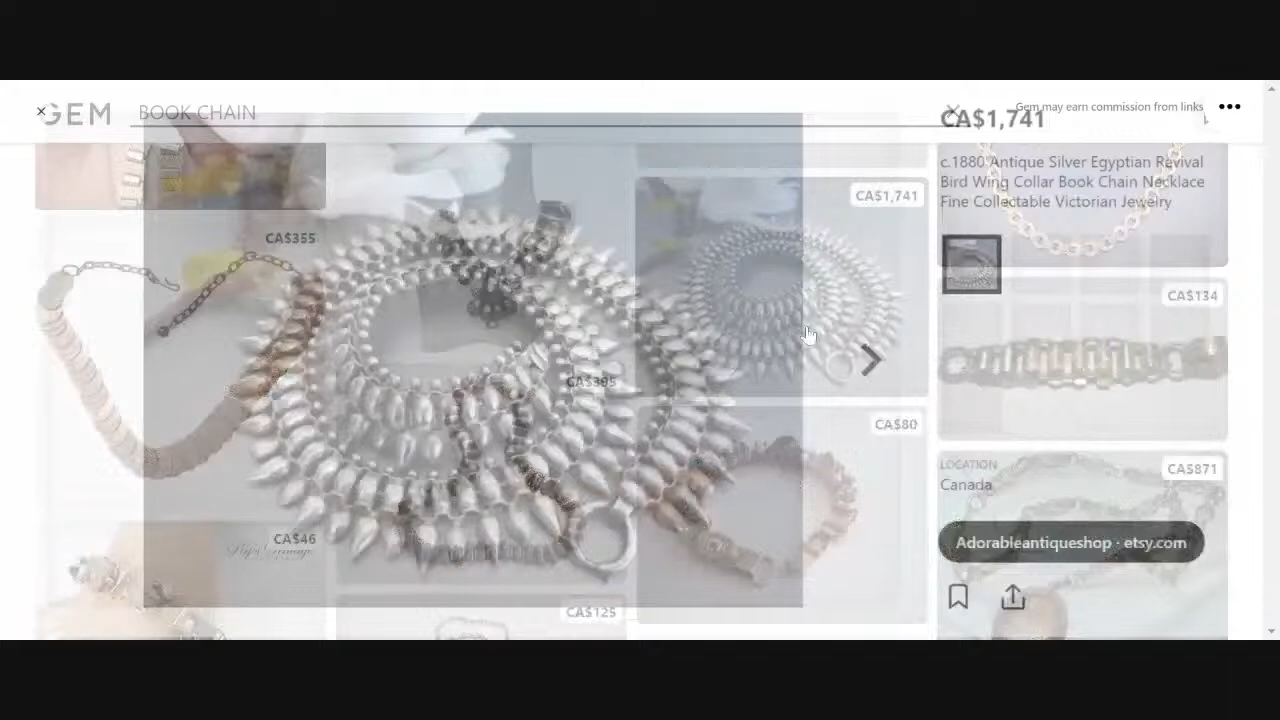 GEM
BOOK CHAIN
Gem may earn commission from links
CA$1,741
c.1880 Antique Silver Egyptian Revival
Bird Wing Collar Book Chain Necklace
Fine Collectable Victorian Jewelry
CA$1,741
CA$355
CA$134
CA$395
CA$80
LOCATION
Canada
CA$871
CA$46
Adorableantiqueshop · etsy.com
CA$125